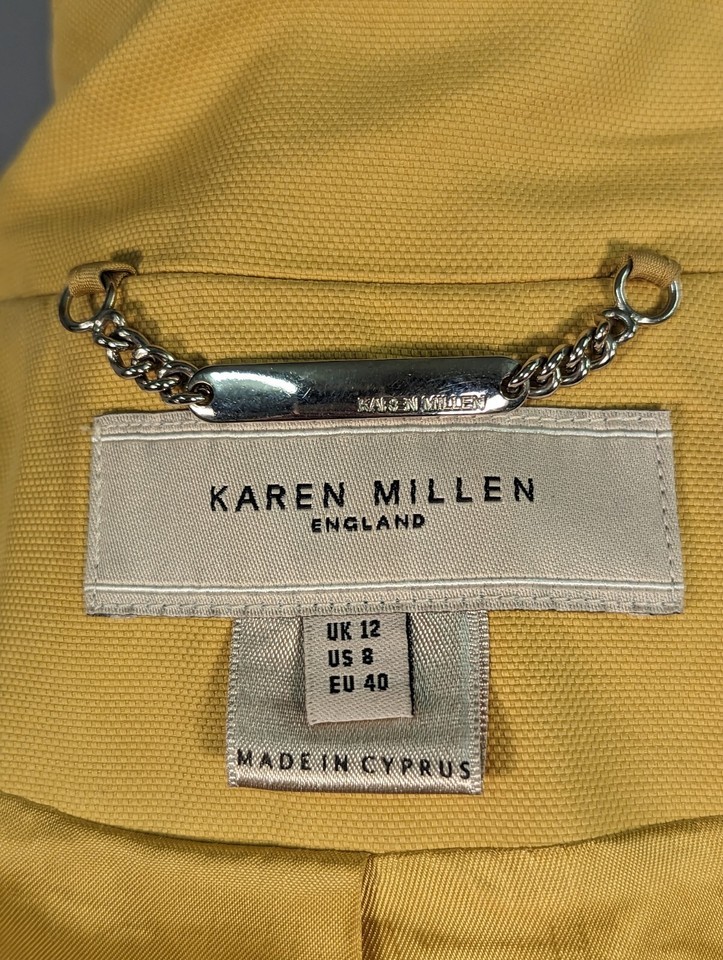 KAREN MILLEN
KAREN MILLEN
ENGLAND
UK 12
US 8
EU 40
MADE IN CYPRUS